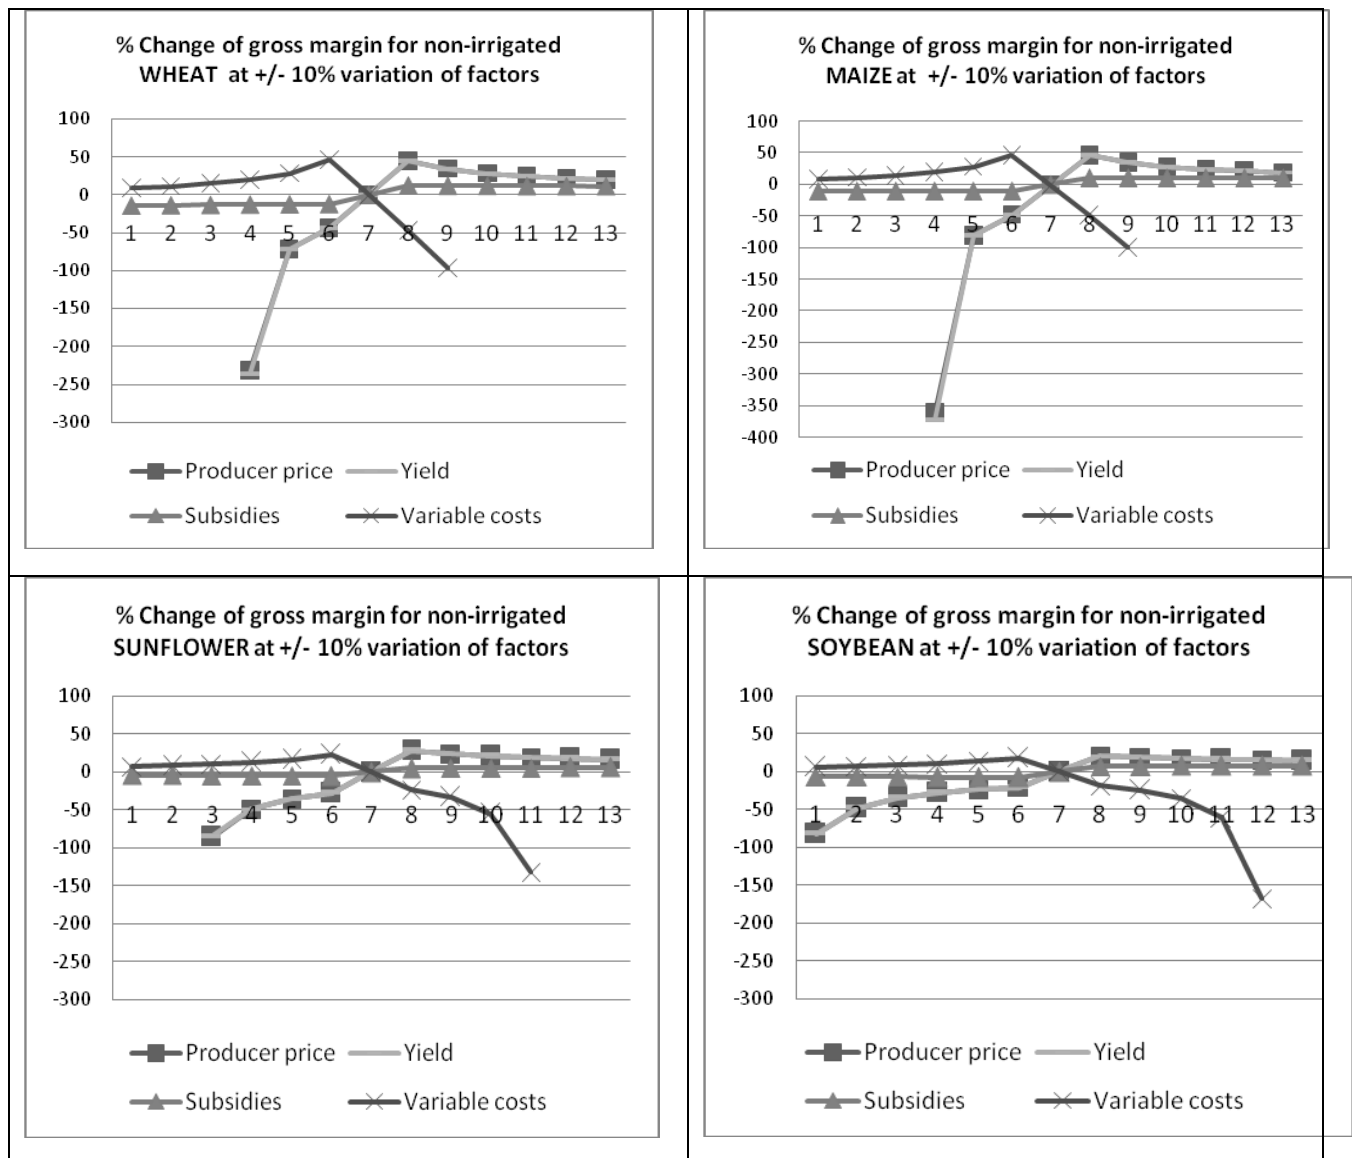 % Change of gross margin for non-irrigated
WHEAT at +/- 10% variation of factors
100
50
0
-50
-100
-150
-200
-250
-300
1 2 3 4 5 6 7 8 9 10 11 12 13
Producer price Yield
Subsidies Variable costs
% Change of gross margin for non-irrigated
MAIZE at +/- 10% variation of factors
100
50
0
-50
-100
-150
-200
-250
-300
-350
-400
1 2 3 4 5 6 7 8 9 10 11 12 13
Producer price Yield
Subsidies Variable costs
% Change of gross margin for non-irrigated
SUNFLOWER at +/- 10% variation of factors
100
50
0
-50
-100
-150
-200
-250
-300
1 2 3 4 5 6 7 8 9 10 11 12 13
Producer price Yield
Subsidies Variable costs
% Change of gross margin for non-irrigated
SOYBEAN at +/- 10% variation of factors
100
50
0
-50
-100
-150
-200
-250
-300
1 2 3 4 5 6 7 8 9 10 11 12 13
Producer price Yield
Subsidies Variable costs